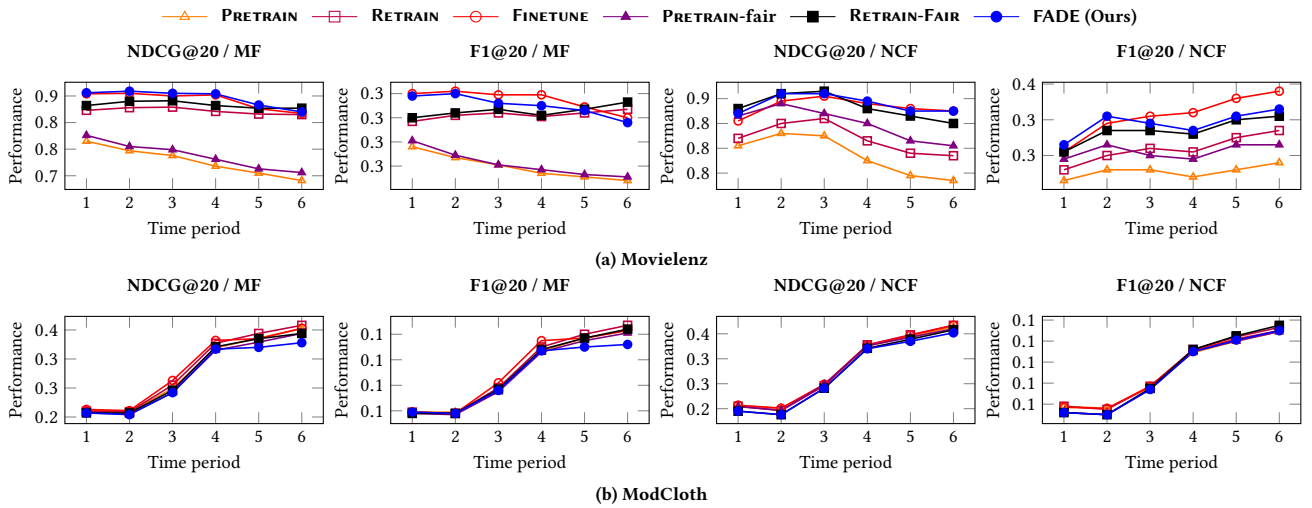 PRETRAIN RETRAIN FINETUNE PRETRAIN-fair RETRAIN-FAIR FADE (Ours)
NDCG@20 / MF F1@20 / MF NDCG@20 / NCF F1@20 / NCF
Performance
0.9
0.8
0.8
0.7
1 2 3 4 5 6
Time period
Performance
0.3
0.3
0.3
1 2 3 4 5 6
Time period
Performance
0.9
0.8
0.8
0.8
1 2 3 4 5 6
Time period
Performance
0.4
0.3
0.3
1 2 3 4 5 6
Time period
(a) Movielenz
NDCG@20 / MF F1@20 / MF NDCG@20 / NCF F1@20 / NCF
Performance
0.4
0.3
0.3
0.2
1 2 3 4 5 6
Time period
Performance
0.1
0.1
0.1
0.1
1 2 3 4 5 6
Time period
Performance
0.4
0.3
0.3
0.2
1 2 3 4 5 6
Time period
Performance
0.1
0.1
0.1
0.1
0.1
1 2 3 4 5 6
Time period
(b) ModCloth